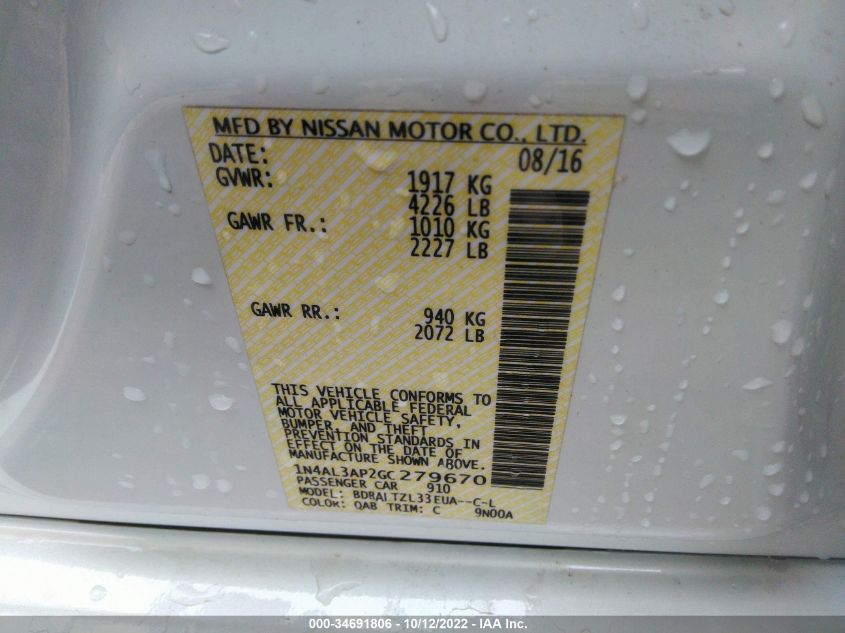 MFD BY NISSAN MOTOR CO., LTD.
DATE: 08/16
GVWR: 1917 KG
4226 LB
GAWR FR.: 1010 KG
2227 LB
GAWR RR.: 940 KG
2072 LB
THIS VEHICLE CONFORMS TO
ALL APPLICABLE FEDERAL
MOTOR VEHICLE SAFETY,
BUMPER, AND THEFT
PREVENTION STANDARDS IN
EFFECT ON THE DATE OF
MANUFACTURE SHOWN ABOVE.
1N4AL3AP2GC279670
PASSENGER CAR 910
MODEL: BDRALTZL33EUA--C-L
COLOR: QAB TRIM: C 9N00A
000-34691806 - 10/12/2022 - IAA Inc.